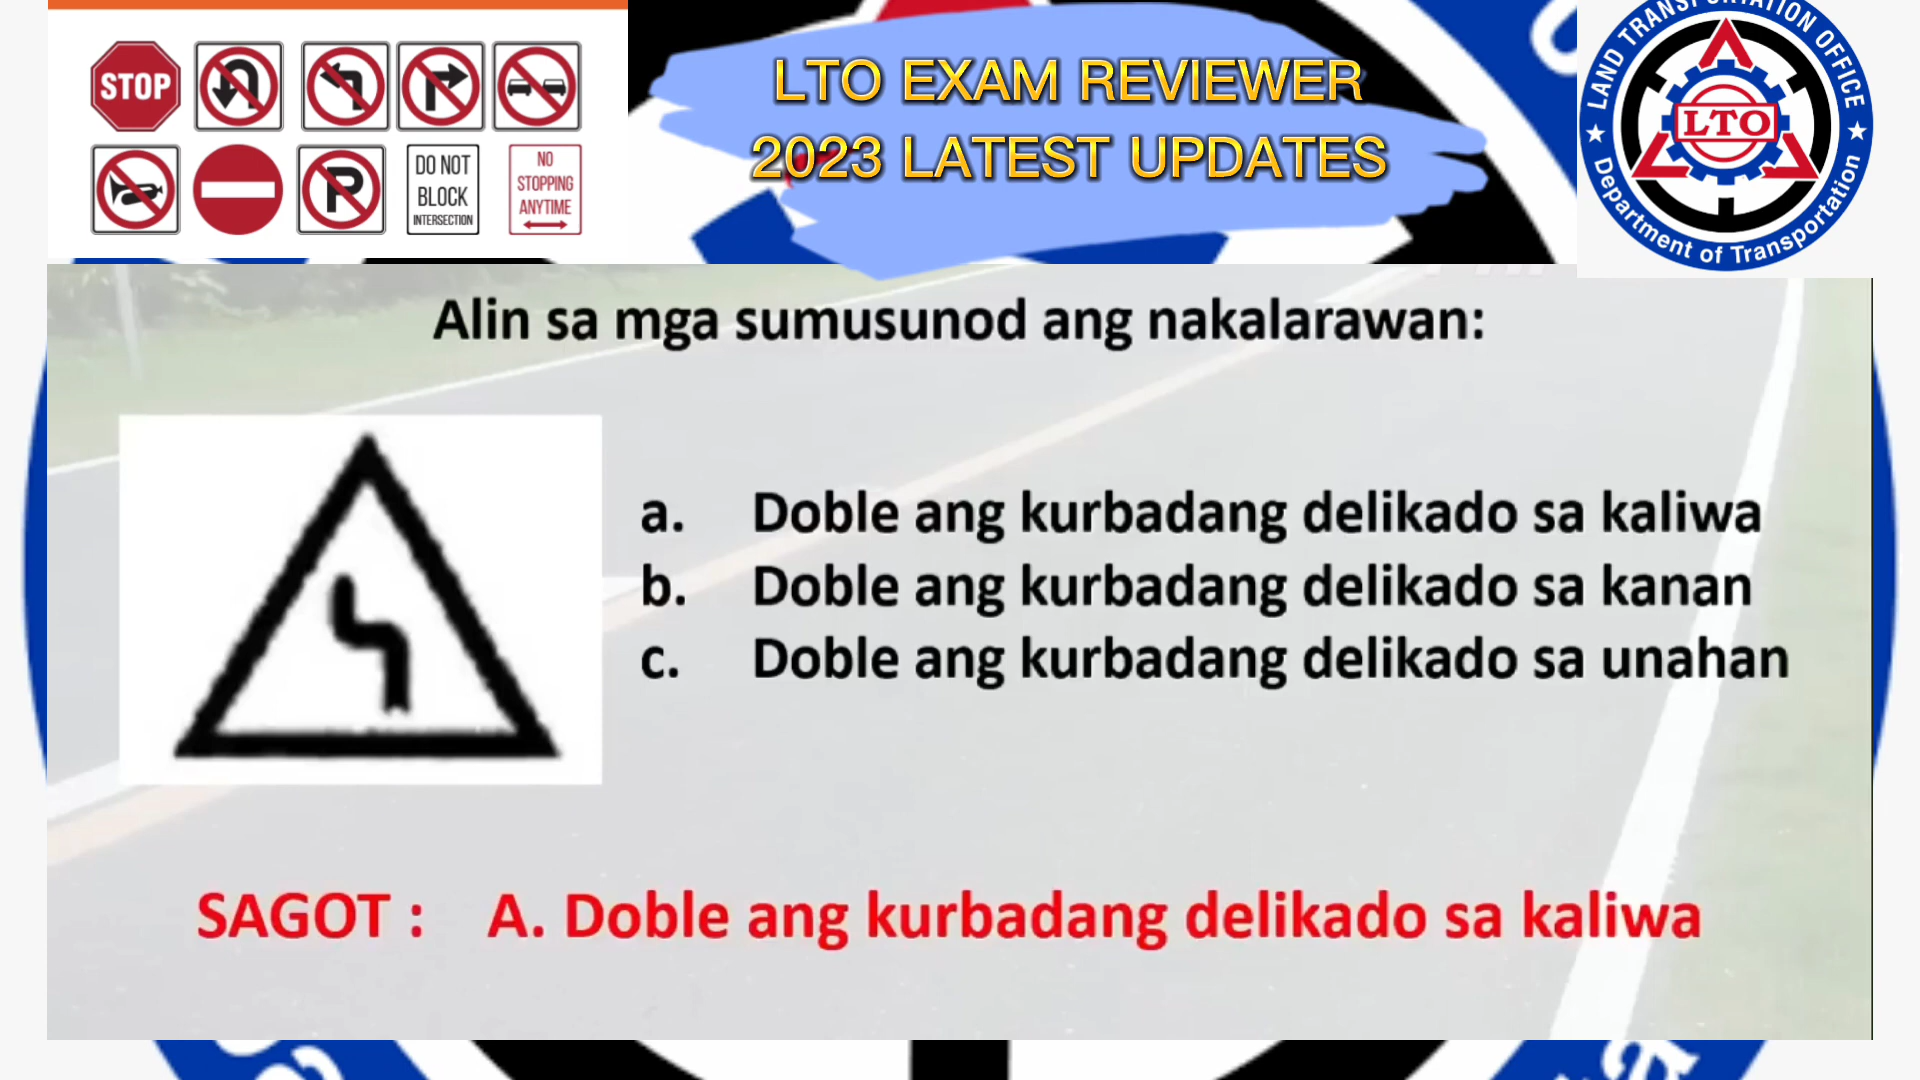 STOP
DO NOT
BLOCK
INTERSECTION
NO
STOPPING
ANYTIME
LTO EXAM REVIEWER
2023 LATEST UPDATES
LAND TRANSPORTATION OFFICE
LTO
Department of Transportation
Alin sa mga sumusunod ang nakalarawan:
a. Doble ang kurbadang delikado sa kaliwa
b. Doble ang kurbadang delikado sa kanan
c. Doble ang kurbadang delikado sa unahan
SAGOT : A. Doble ang kurbadang delikado sa kaliwa